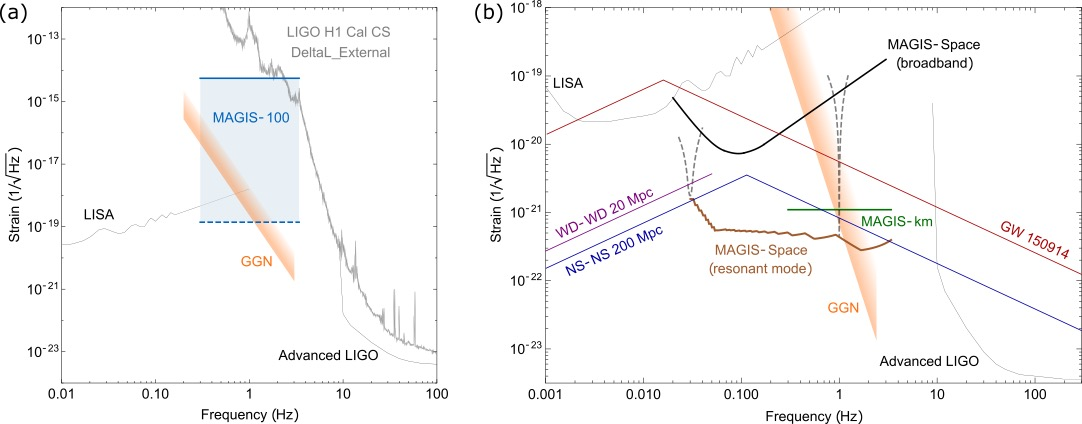 (a)
10⁻¹³
10⁻¹⁵
10⁻¹⁷
10⁻¹⁹
10⁻²¹
10⁻²³
Strain (1/√Hz)
LIGO H1 Cal CS
DeltaL_External
MAGIS-100
LISA
GGN
Advanced LIGO
0.01
0.10
1
10
100
Frequency (Hz)
(b)
10⁻¹⁸
10⁻¹⁹
10⁻²⁰
10⁻²¹
10⁻²²
10⁻²³
Strain (1/√Hz)
MAGIS-Space
(broadband)
LISA
WD-WD 20 Mpc
NS-NS 200 Mpc
MAGIS-km
MAGIS-Space
(resonant mode)
GW 150914
GGN
Advanced LIGO
0.001
0.010
0.100
1
10
100
Frequency (Hz)